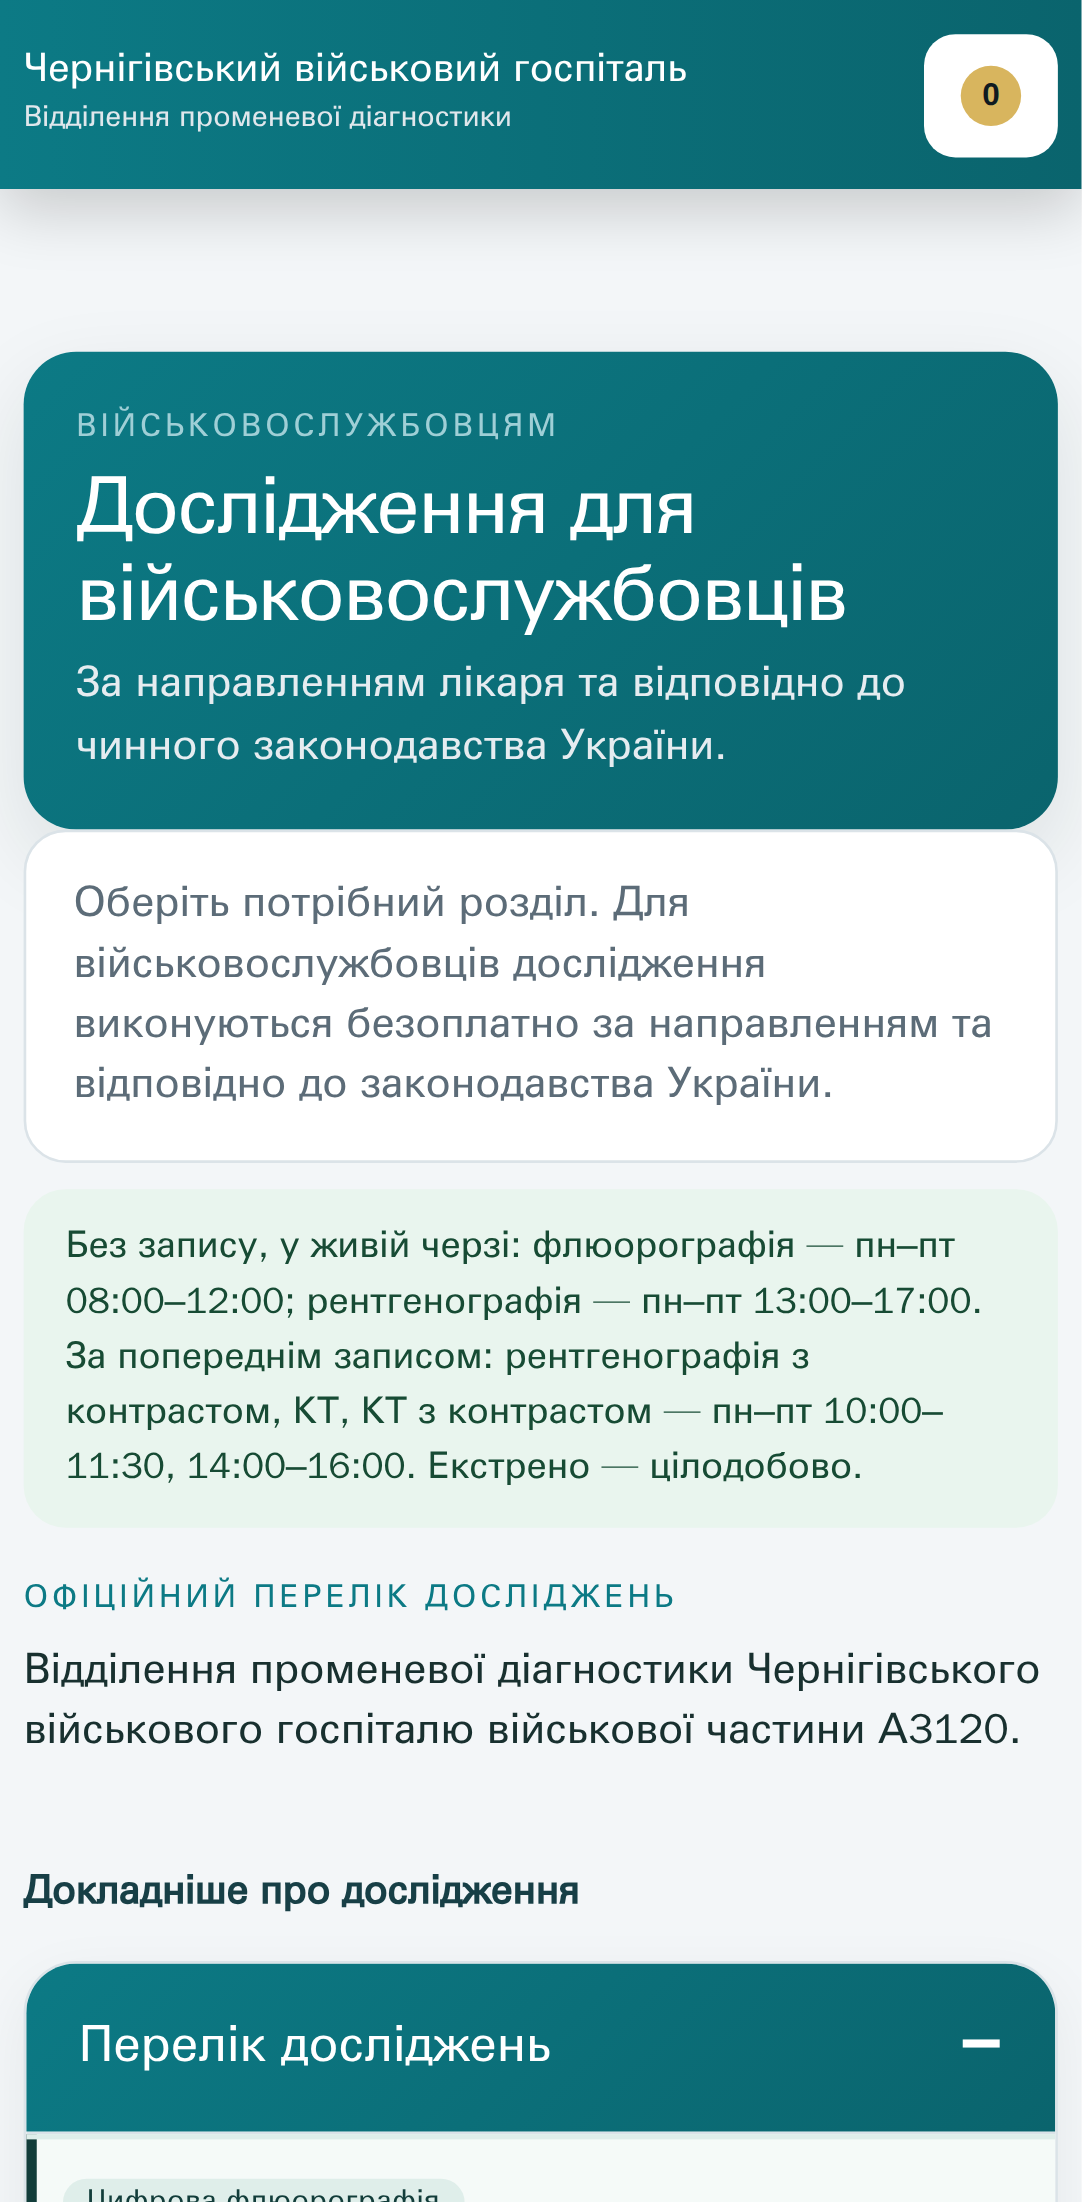 Чернігівський військовий госпіталь
Відділення променевої діагностики
0
ВІЙСЬКОВОСЛУЖБОВЦЯМ
Дослідження для
військовослужбовців
За направленням лікаря та відповідно до
чинного законодавства України.
Оберіть потрібний розділ. Для
військовослужбовців дослідження
виконуються безоплатно за направленням та
відповідно до законодавства України.
Без запису, у живій черзі: флюорографія — пн–пт
08:00–12:00; рентгенографія — пн–пт 13:00–17:00.
За попереднім записом: рентгенографія з
контрастом, КТ, КТ з контрастом — пн–пт 10:00–
11:30, 14:00–16:00. Екстрено — цілодобово.
ОФІЦІЙНИЙ ПЕРЕЛІК ДОСЛІДЖЕНЬ
Відділення променевої діагностики Чернігівського
військового госпіталю військової частини А3120.
Докладніше про дослідження
Перелік досліджень
Цифрова флюорографія